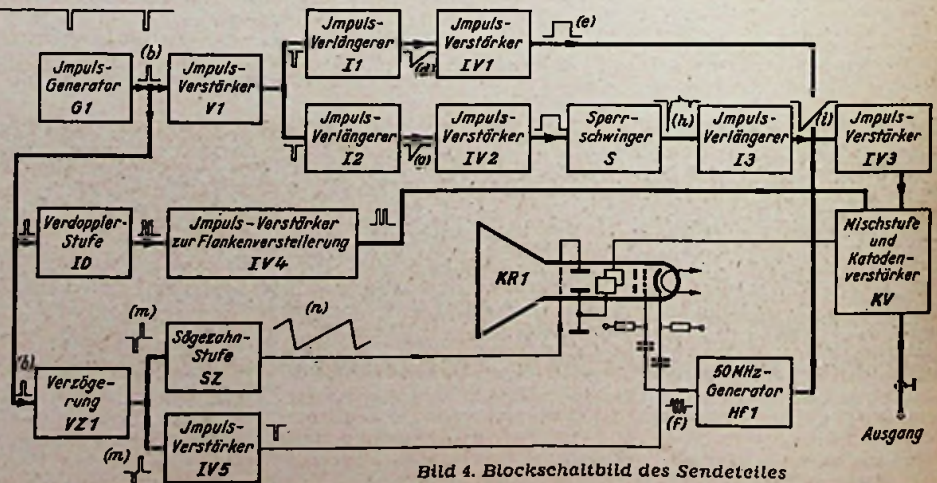 Jmpuls-
Generator
G1
(b)
Jmpuls-
Verstärker
V1
Jmpuls-
Verlängerer
I1
(d)
Jmpuls-
Verstärker
IV1
(e)
Jmpuls-
Verlängerer
I2
(g)
Jmpuls-
Verstärker
IV2
Sperr-
schwinger
S
(h)
Jmpuls-
Verlängerer
I3
(i)
Jmpuls-
Verstärker
IV3
Verdoppler-
Stufe
ID
Jmpuls-Verstärker
zur Flankenversteilerung
IV4
KR1
Mischstufe
und
Katoden-
verstärker
KV
(b)
Verzöge-
rung
VZ1
(m)
(m)
Sägezahn-
Stufe
SZ
(n)
Jmpuls-
Verstärker
IV5
(f)
50 MHz-
Generator
Hf1
Ausgang
Bild 4. Blockschaltbild des Sendeteiles